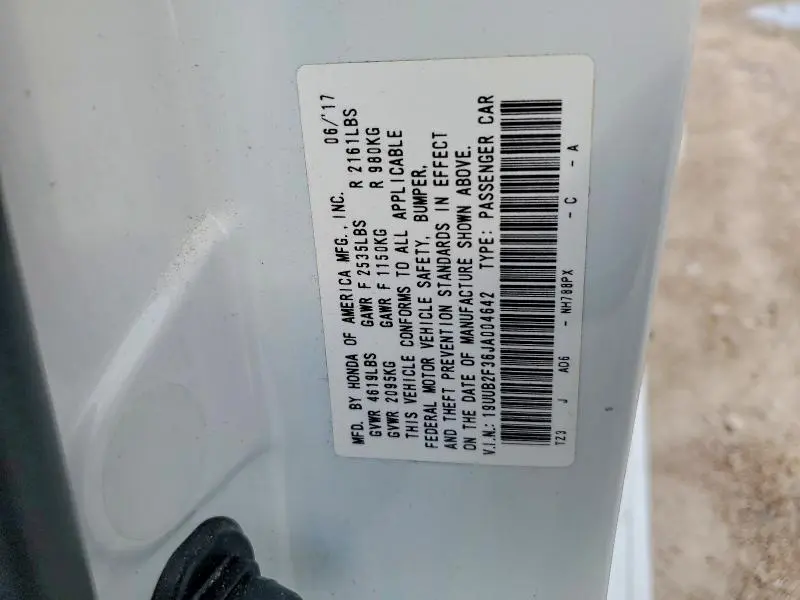 MFD. BY HONDA OF AMERICA MFG., INC. 06/'17
GVWR 4619LBS GAWR F 2535LBS R 2161LBS
GVWR 2095KG GAWR F 1150KG R 980KG
THIS VEHICLE CONFORMS TO ALL APPLICABLE
FEDERAL MOTOR VEHICLE SAFETY, BUMPER,
AND THEFT PREVENTION STANDARDS IN EFFECT
ON THE DATE OF MANUFACTURE SHOWN ABOVE.
V.I.N.: 19UUB2F36JA004642 TYPE: PASSENGER CAR
T23 J AD6 - NH788PX - C - A